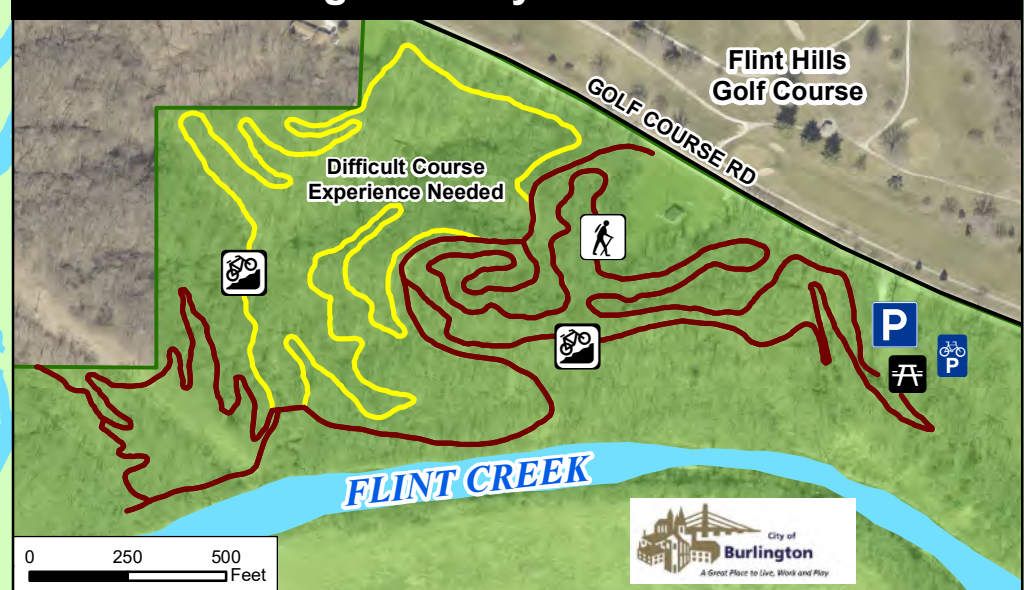 Flint Hills
Golf Course
GOLF COURSE RD
Difficult Course
Experience Needed
P
P
FLINT CREEK
City of
Burlington
A Great Place to Live, Work and Play
0 250 500
Feet